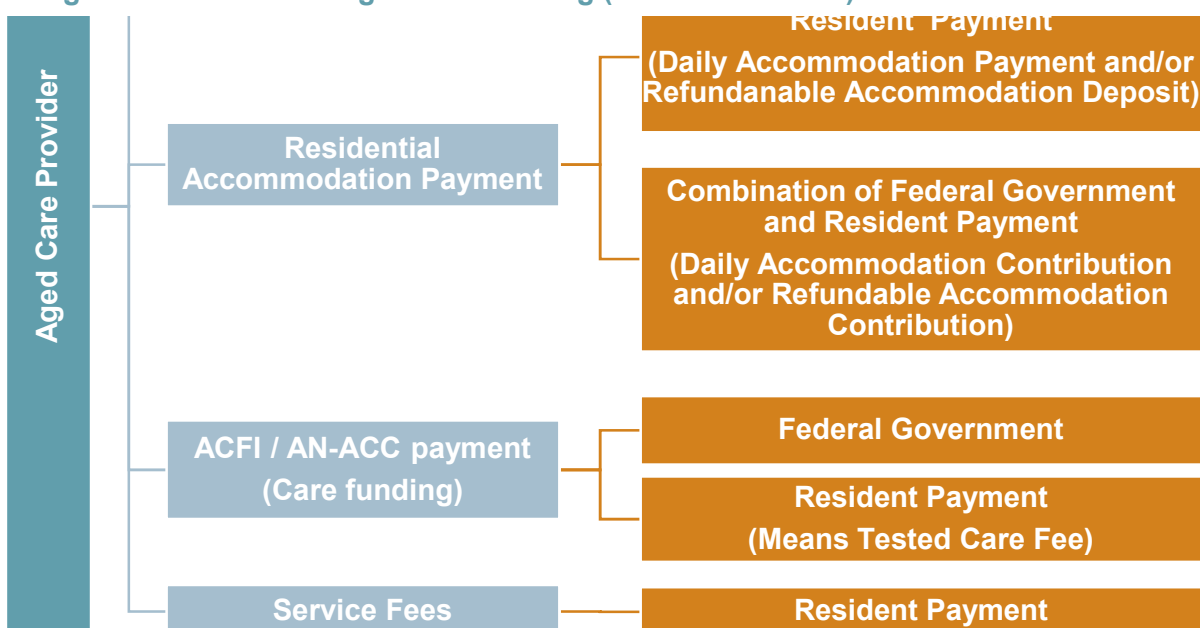 Resident Payment
(Daily Accommodation Payment and/or
Refundanable Accommodation Deposit)
Residential
Accommodation Payment
Combination of Federal Government
and Resident Payment
(Daily Accommodation Contribution
and/or Refundable Accommodation
Contribution)
Aged Care Provider
ACFI / AN-ACC payment
(Care funding)
Federal Government
Resident Payment
(Means Tested Care Fee)
Service Fees
Resident Payment